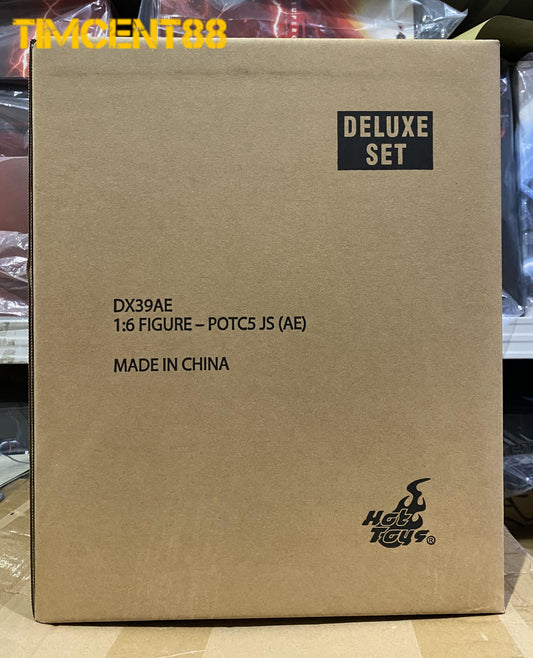 TIMCENT88
DELUXE
SET
DX39AE
1:6 FIGURE – POTC5 JS (AE)
MADE IN CHINA
Hot
Toys®